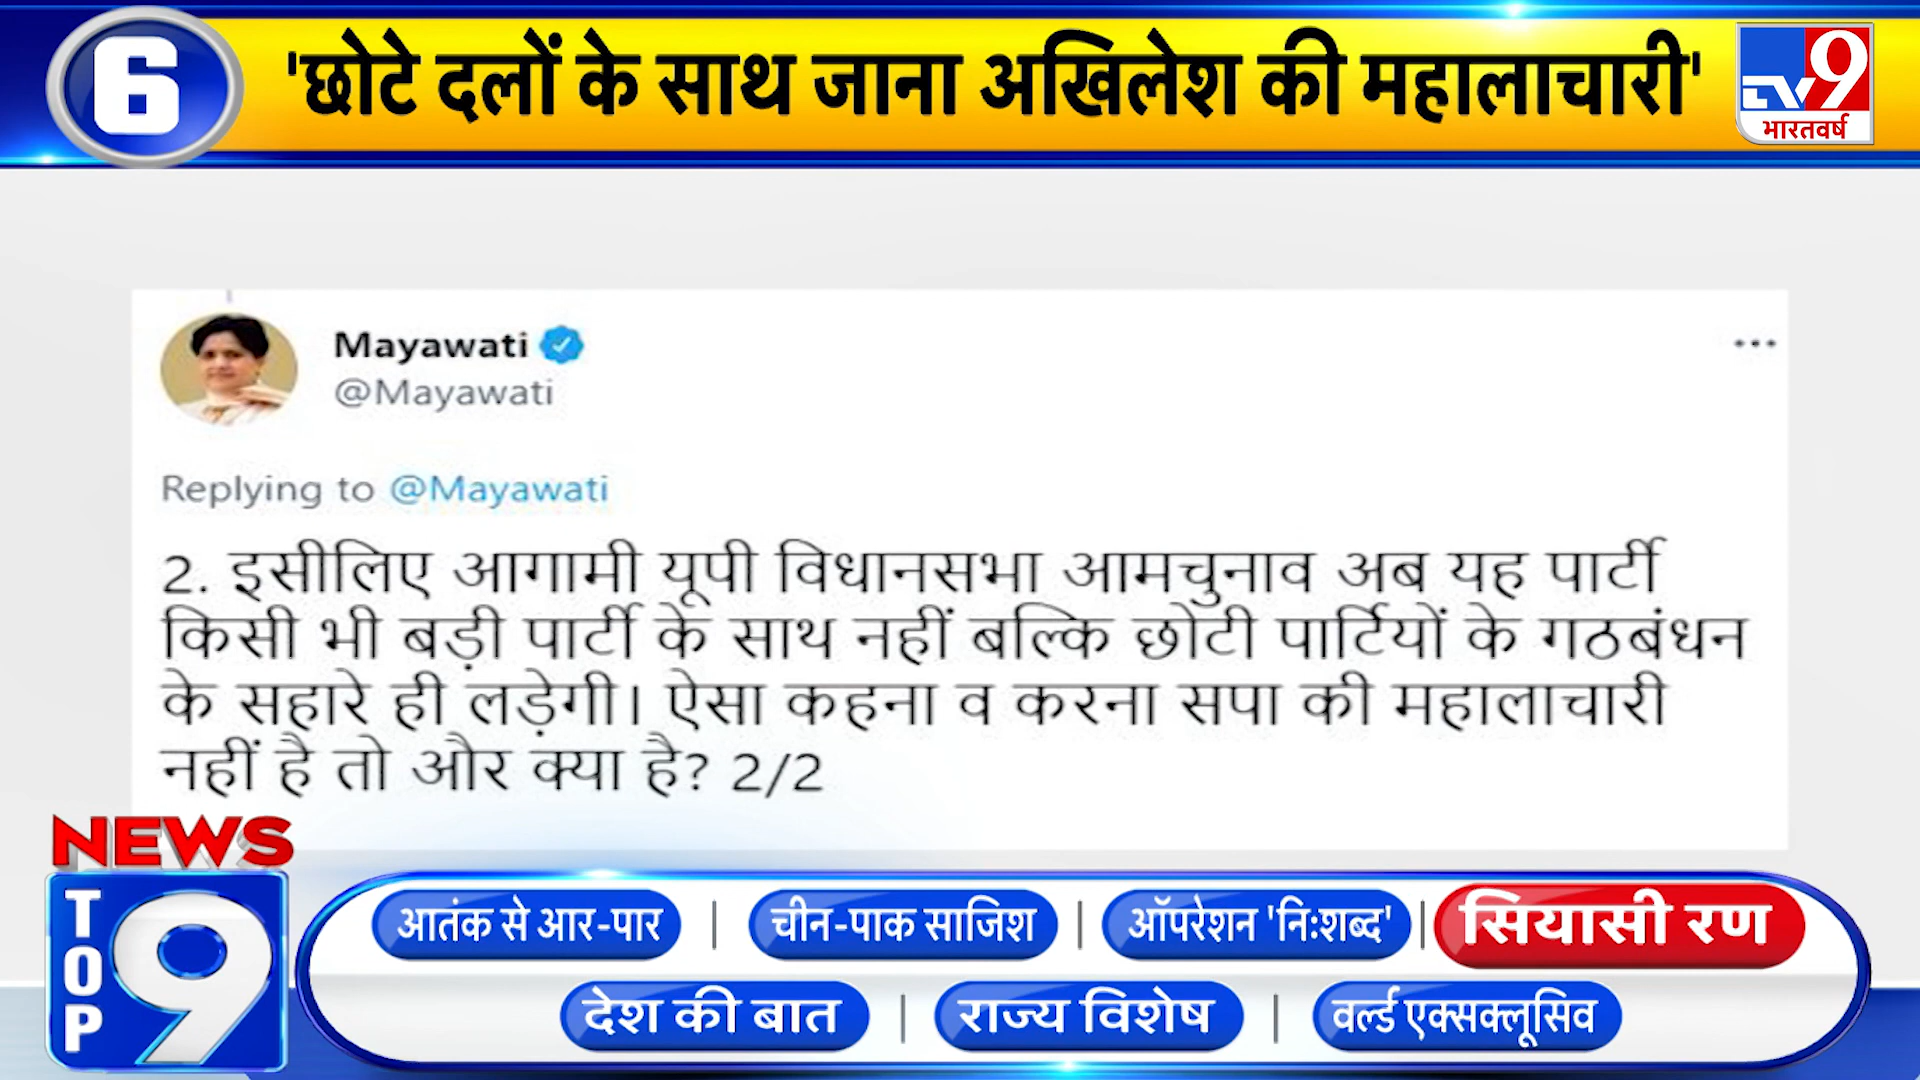 6
'छोटे दलों के साथ जाना अखिलेश की महालाचारी'
TV9
भारतवर्ष
Mayawati
@Mayawati
Replying to @Mayawati
2. इसीलिए आगामी यूपी विधानसभा आमचुनाव अब यह पार्टी
किसी भी बड़ी पार्टी के साथ नहीं बल्कि छोटी पार्टियों के गठबंधन
के सहारे ही लड़ेगी। ऐसा कहना व करना सपा की महालाचारी
नहीं है तो और क्या है? 2/2
NEWS
TOP 9
आतंक से आर-पार | चीन-पाक साजिश | ऑपरेशन 'नि:शब्द' | सियासी रण
देश की बात | राज्य विशेष | वर्ल्ड एक्सक्लूसिव